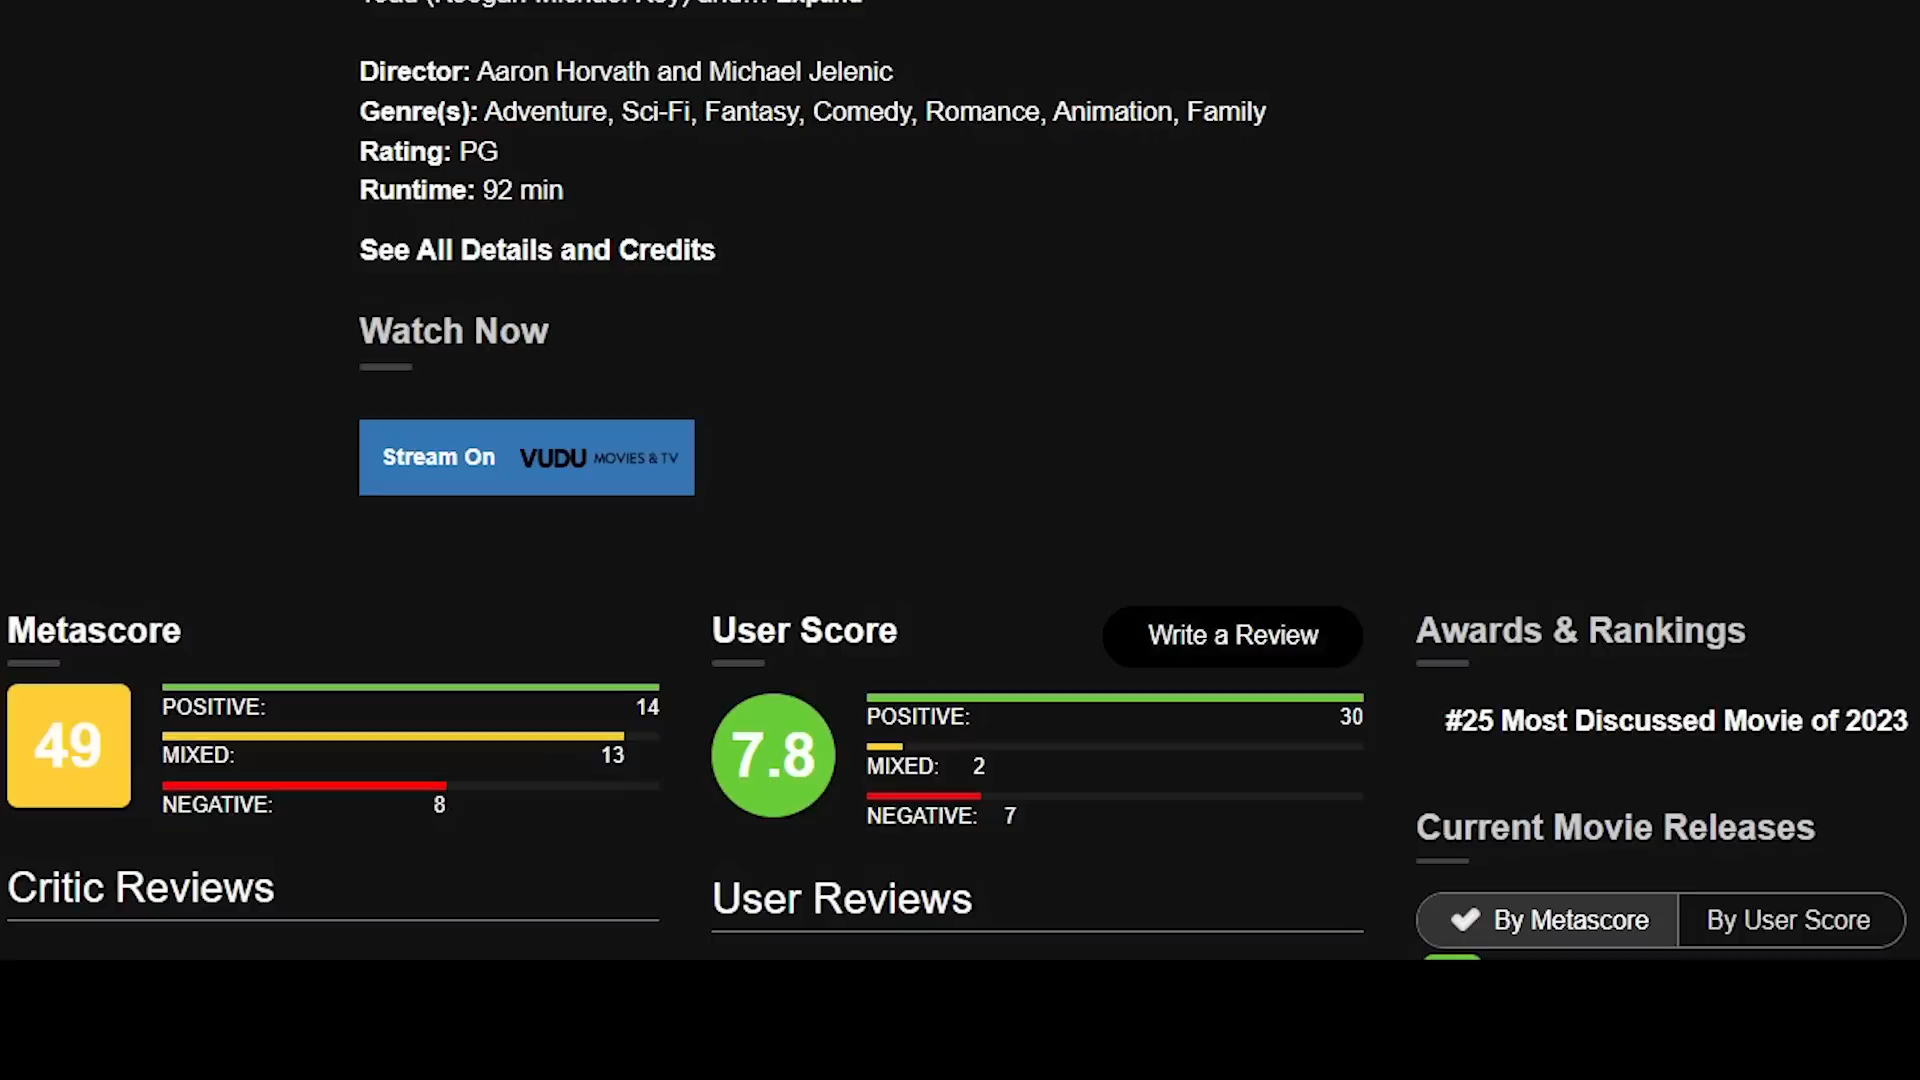 Director: Aaron Horvath and Michael Jelenic
Genre(s): Adventure, Sci-Fi, Fantasy, Comedy, Romance, Animation, Family
Rating: PG
Runtime: 92 min
See All Details and Credits
Watch Now
Stream On VUDU MOVIES & TV
Metascore
49
POSITIVE: 14
MIXED: 13
NEGATIVE: 8
Critic Reviews
User Score
Write a Review
7.8
POSITIVE: 30
MIXED: 2
NEGATIVE: 7
User Reviews
Awards & Rankings
#25 Most Discussed Movie of 2023
Current Movie Releases
By Metascore
By User Score